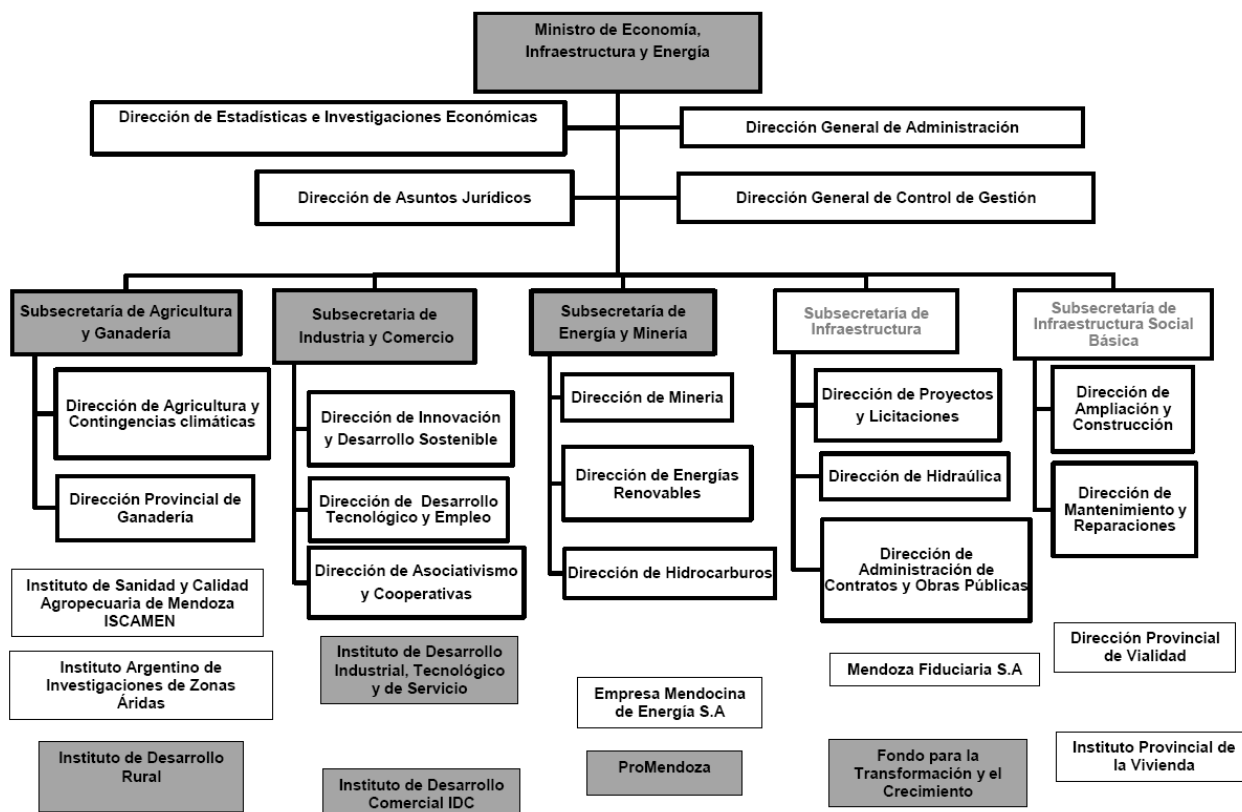 Ministro de Economía,
Infraestructura y Energía
Dirección de Estadísticas e Investigaciones Económicas
Dirección General de Administración
Dirección de Asuntos Jurídicos
Dirección General de Control de Gestión
Subsecretaría de Agricultura
y Ganadería
Dirección de Agricultura y
Contingencias climáticas
Dirección Provincial de
Ganadería
Instituto de Sanidad y Calidad
Agropecuaria de Mendoza
ISCAMEN
Instituto Argentino de
Investigaciones de Zonas
Áridas
Instituto de Desarrollo
Rural
Subsecretaria de
Industria y Comercio
Dirección de Innovación
y Desarrollo Sostenible
Dirección de Desarrollo
Tecnológico y Empleo
Dirección de Asociativismo
y Cooperativas
Instituto de Desarrollo
Industrial, Tecnológico
y de Servicio
Instituto de Desarrollo
Comercial IDC
Subsecretaría de
Energía y Minería
Dirección de Mineria
Dirección de Energías
Renovables
Dirección de Hidrocarburos
Empresa Mendocina
de Energía S.A
ProMendoza
Subsecretaria de
Infraestructura
Dirección de Proyectos
y Licitaciones
Dirección de Hidraúlica
Dirección de
Administración de
Contratos y Obras Públicas
Mendoza Fiduciaria S.A
Fondo para la
Transformación y el
Crecimiento
Subsecretaría de
Infraestructura Social
Básica
Dirección de
Ampliación y
Construcción
Dirección de
Mantenimiento y
Reparaciones
Dirección Provincial
de Vialidad
Instituto Provincial de
la Vivienda